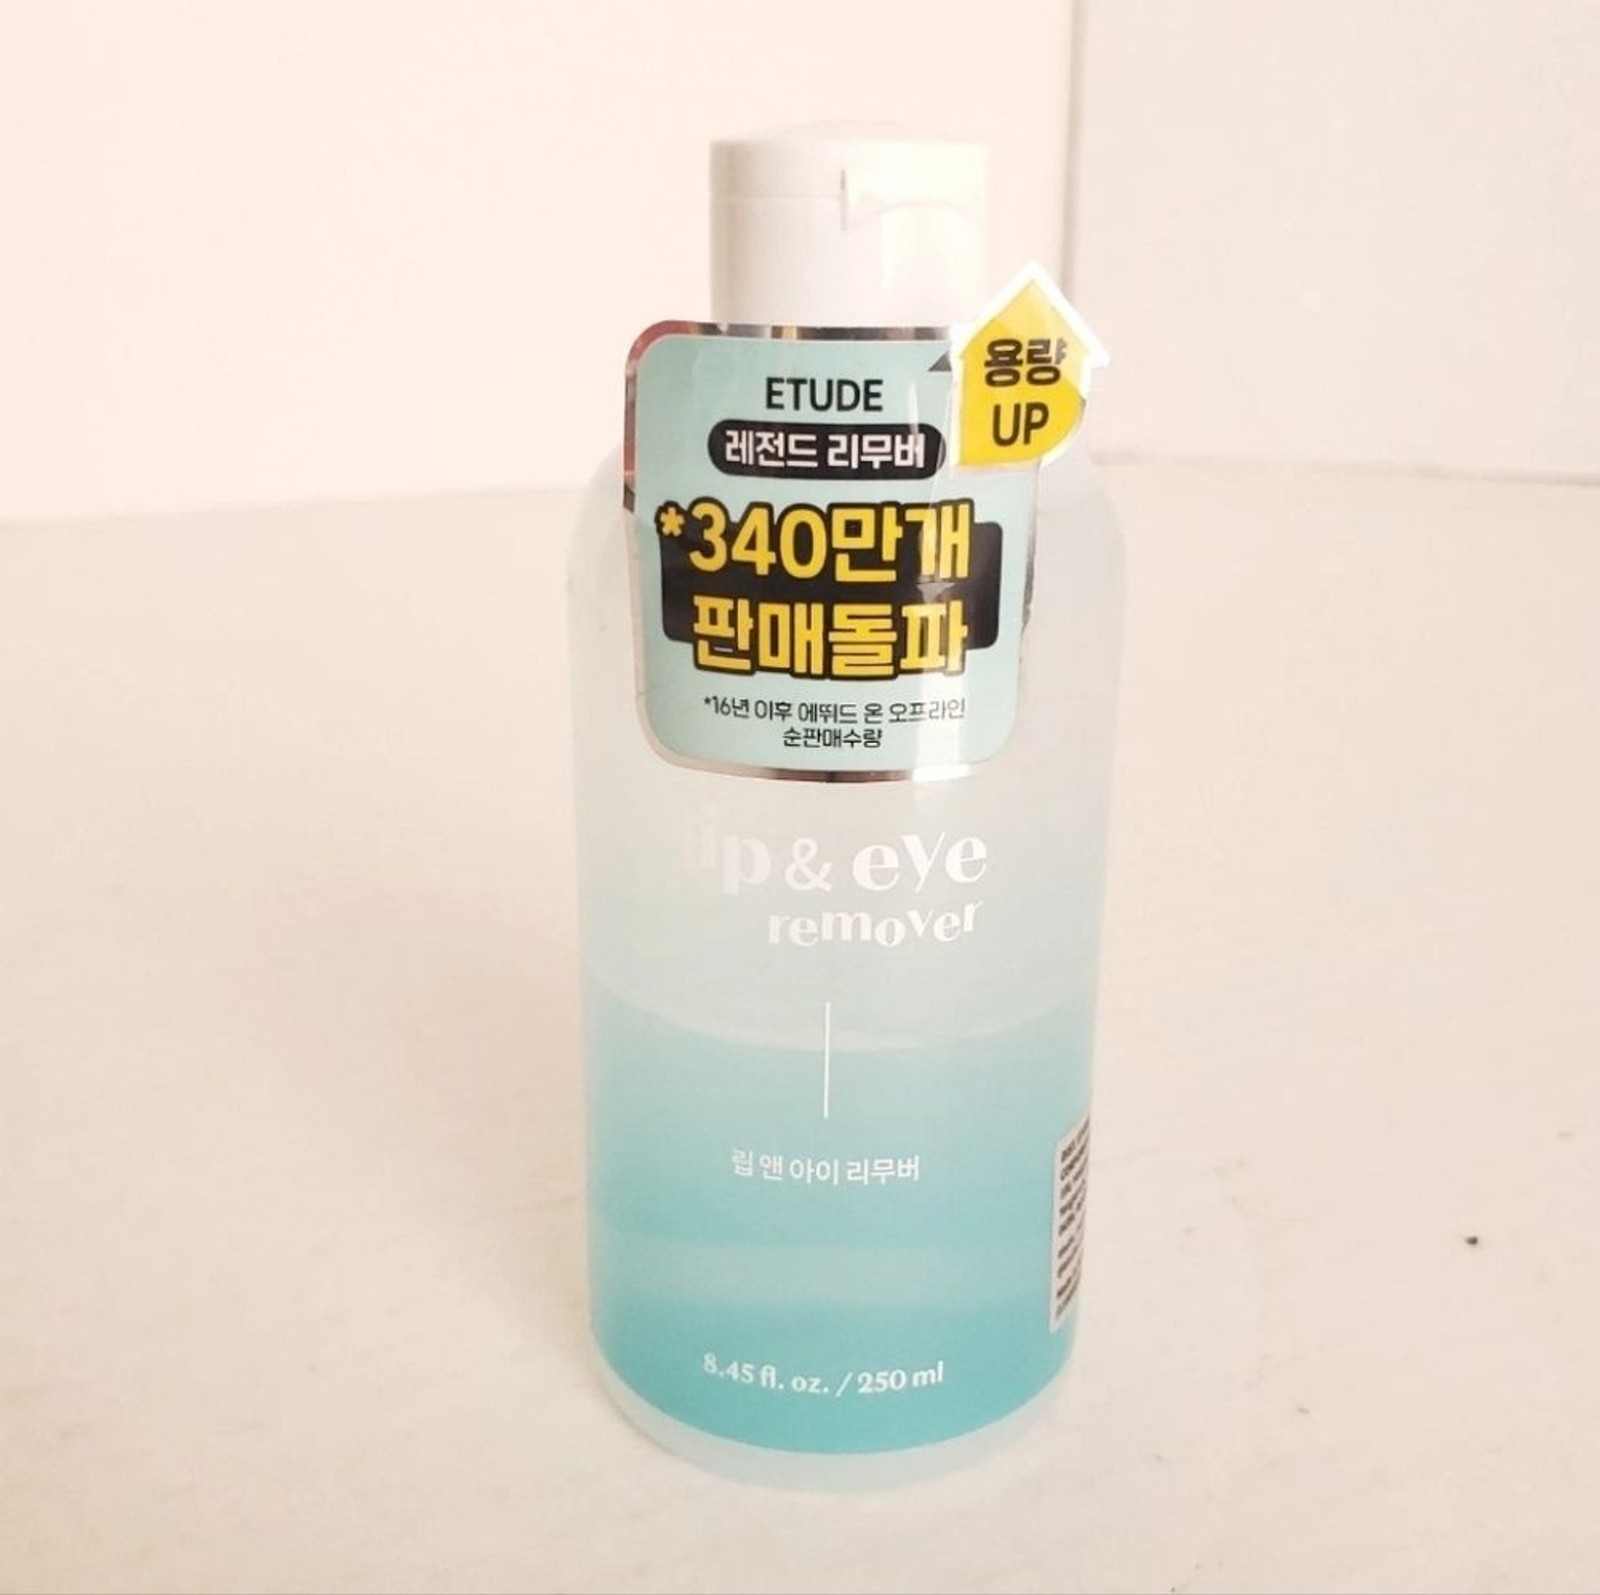 ETUDE
레전드 리무버
용량
UP
*340만개
판매돌파
*16년 이후 에뛰드 온 오프라인
순판매수량
lip & eye
remover
립 앤 아이 리무버
8.45 fl. oz. / 250 ml